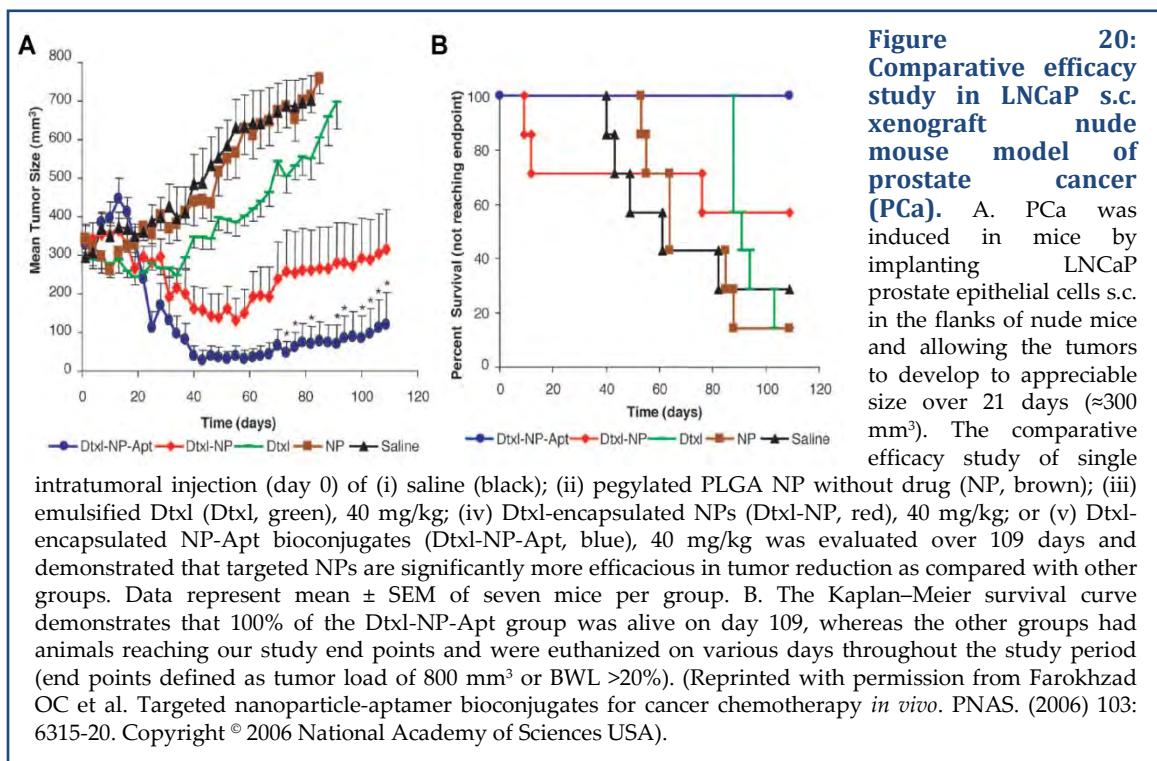 A
Mean Tumor Size (mm³)
800
700
600
500
400
300
200
100
0
0 20 40 60 80 100 120
Time (days)
Dtxl-NP-Apt Dtxl-NP Dtxl NP Saline
B
Percent Survival (not reaching endpoint)
100
80
60
40
20
0
0 20 40 60 80 100 120
Time (days)
Dtxl-NP-Apt Dtxl-NP Dtxl NP Saline
* * * * * * * * *
Figure 20:
Comparative efficacy
study in LNCaP s.c.
xenograft nude
mouse model of
prostate cancer
(PCa). A. PCa was
induced in mice by
implanting LNCaP
prostate epithelial cells s.c.
in the flanks of nude mice
and allowing the tumors
to develop to appreciable
size over 21 days (≈300
mm³). The comparative
efficacy study of single
intratumoral injection (day 0) of (i) saline (black); (ii) pegylated PLGA NP without drug (NP, brown); (iii)
emulsified Dtxl (Dtxl, green), 40 mg/kg; (iv) Dtxl-encapsulated NPs (Dtxl-NP, red), 40 mg/kg; or (v) Dtxl-
encapsulated NP-Apt bioconjugates (Dtxl-NP-Apt, blue), 40 mg/kg was evaluated over 109 days and
demonstrated that targeted NPs are significantly more efficacious in tumor reduction as compared with other
groups. Data represent mean ± SEM of seven mice per group. B. The Kaplan–Meier survival curve
demonstrates that 100% of the Dtxl-NP-Apt group was alive on day 109, whereas the other groups had
animals reaching our study end points and were euthanized on various days throughout the study period
(end points defined as tumor load of 800 mm³ or BWL >20%). (Reprinted with permission from Farokhzad
OC et al. Targeted nanoparticle-aptamer bioconjugates for cancer chemotherapy in vivo. PNAS. (2006) 103:
6315-20. Copyright © 2006 National Academy of Sciences USA).